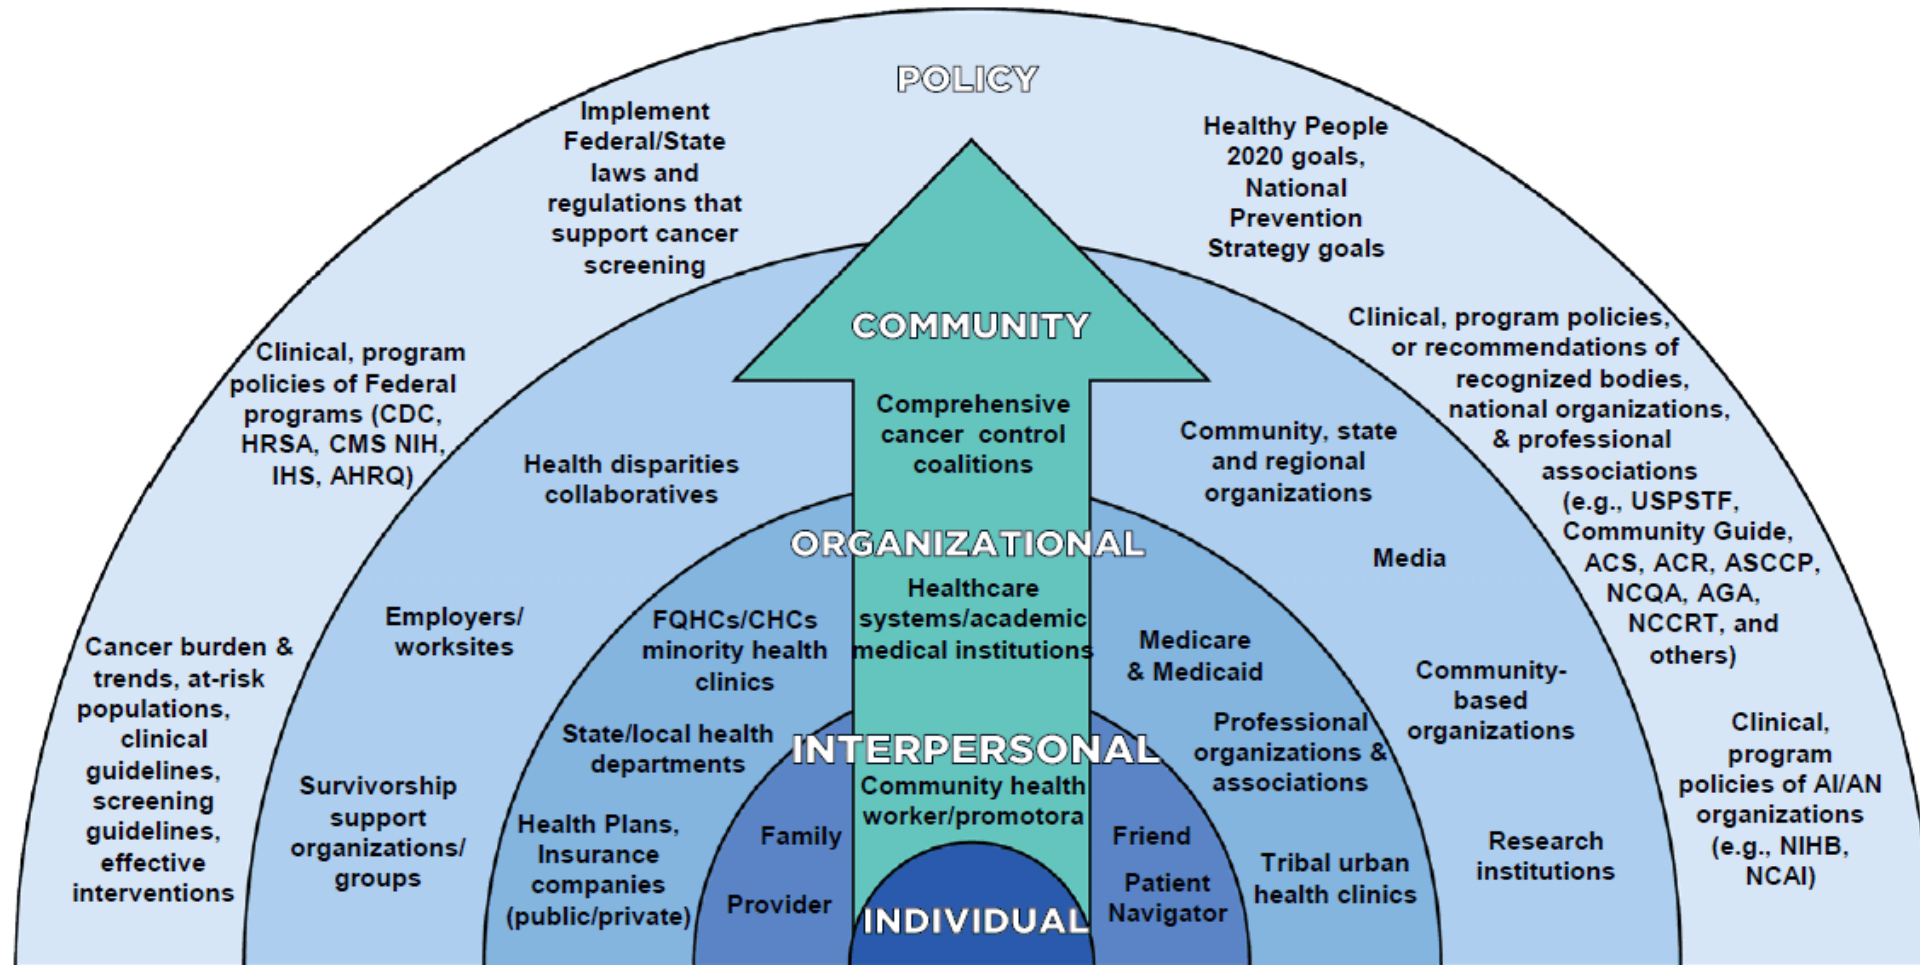 POLICY
Implement
Federal/State
laws and
regulations that
support cancer
screening
Healthy People
2020 goals,
National
Prevention
Strategy goals
Clinical, program
policies of Federal
programs (CDC,
HRSA, CMS NIH,
IHS, AHRQ)
Clinical, program policies,
or recommendations of
recognized bodies,
national organizations,
& professional
associations
(e.g., USPSTF,
Community Guide,
ACS, ACR, ASCCP,
NCQA, AGA,
NCCRT, and
others)
Cancer burden &
trends, at-risk
populations,
clinical
guidelines,
screening
guidelines,
effective
interventions
Clinical,
program
policies of AI/AN
organizations
(e.g., NIHB,
NCAI)
COMMUNITY
Comprehensive
cancer control
coalitions
Health disparities
collaboratives
Community, state
and regional
organizations
Media
Employers/
worksites
Community-
based
organizations
Survivorship
support
organizations/
groups
Research
institutions
ORGANIZATIONAL
Healthcare
systems/academic
medical institutions
FQHCs/CHCs
minority health
clinics
Medicare
& Medicaid
State/local health
departments
Professional
organizations &
associations
Health Plans,
Insurance
companies
(public/private)
Tribal urban
health clinics
INTERPERSONAL
Community health
worker/promotora
Family
Friend
Provider
Patient
Navigator
INDIVIDUAL